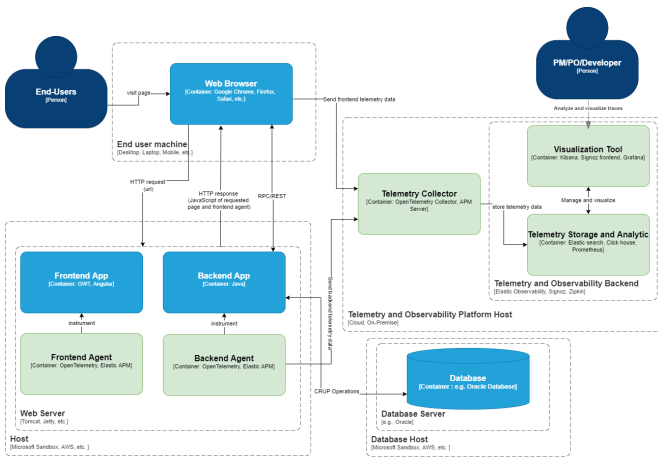 End-Users
[Person]
visit page
Web Browser
[Container: Google Chrome, Firefox,
Safari, etc.]
End user machine
[Desktop, Laptop, Mobile, etc.]
Send frontend telemetry data
PM/PO/Developer
[Person]
Analyze and visualize traces
Visualization Tool
[Container: Kibana, Signoz frontend, Grafana]
Manage and visualize
Telemetry Collector
[Container: OpenTelemetry Collector, APM
Server]
store telemetry data
Telemetry Storage and Analytic
[Container: Elastic search, Click house,
Prometheus]
Telemetry and Observability Backend
[Elastic Observability, Signoz, Zipkin]
Telemetry and Observability Platform Host
[Cloud, On-Premise]
HTTP request
(url)
HTTP response
(JavaScript of requested
page and frontend agent)
RPC/REST
Frontend App
[Container: GWT, Angular]
Backend App
[Container: Java]
instrument
instrument
Send backend telemetry data
Frontend Agent
[Container: OpenTelemetry, Elastic APM]
Backend Agent
[Container: OpenTelemetry, Elastic APM]
Web Server
[Tomcat, Jetty, etc.]
Host
[Microsoft Sandbox, AWS, etc. ]
CRUP Operations
Database
[Container : e.g. Oracle Database]
Database Server
[e.g., Oracle]
Database Host
[Microsoft Sandbox, AWS, etc. ]